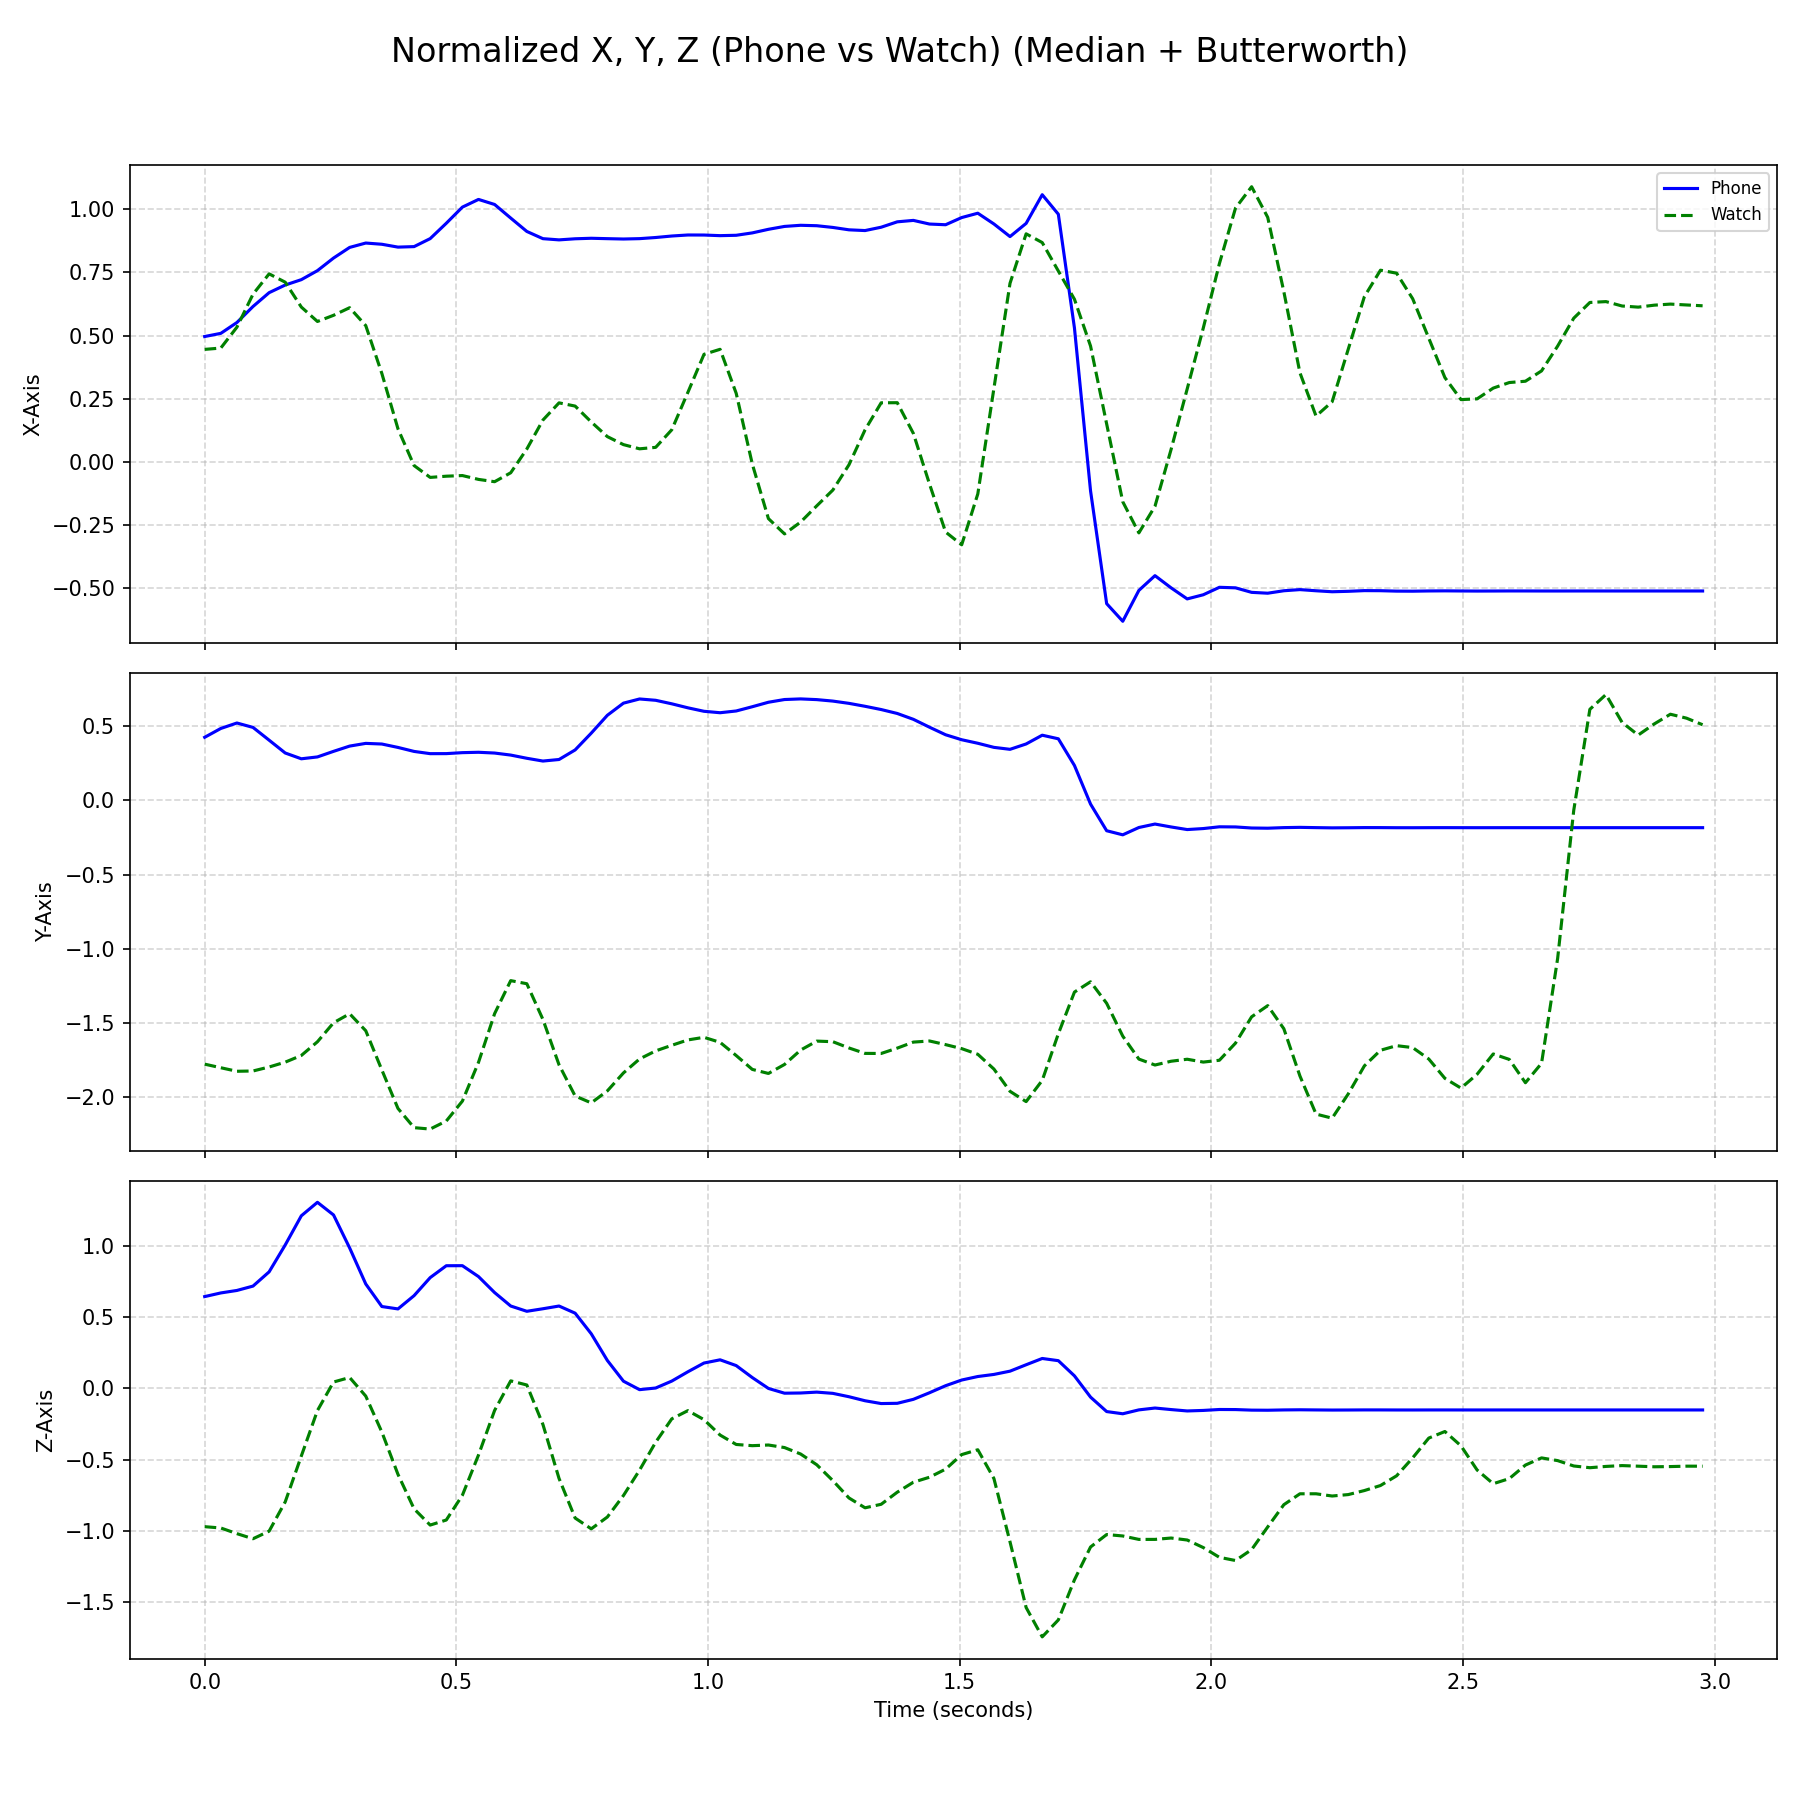 Normalized X, Y, Z (Phone vs Watch) (Median + Butterworth)
Phone
Watch
1.00
0.75
0.50
0.25
0.00
−0.25
−0.50
X-Axis
0.5
0.0
−0.5
−1.0
−1.5
−2.0
Y-Axis
1.0
0.5
0.0
−0.5
−1.0
−1.5
Z-Axis
0.0 0.5 1.0 1.5 2.0 2.5 3.0
Time (seconds)